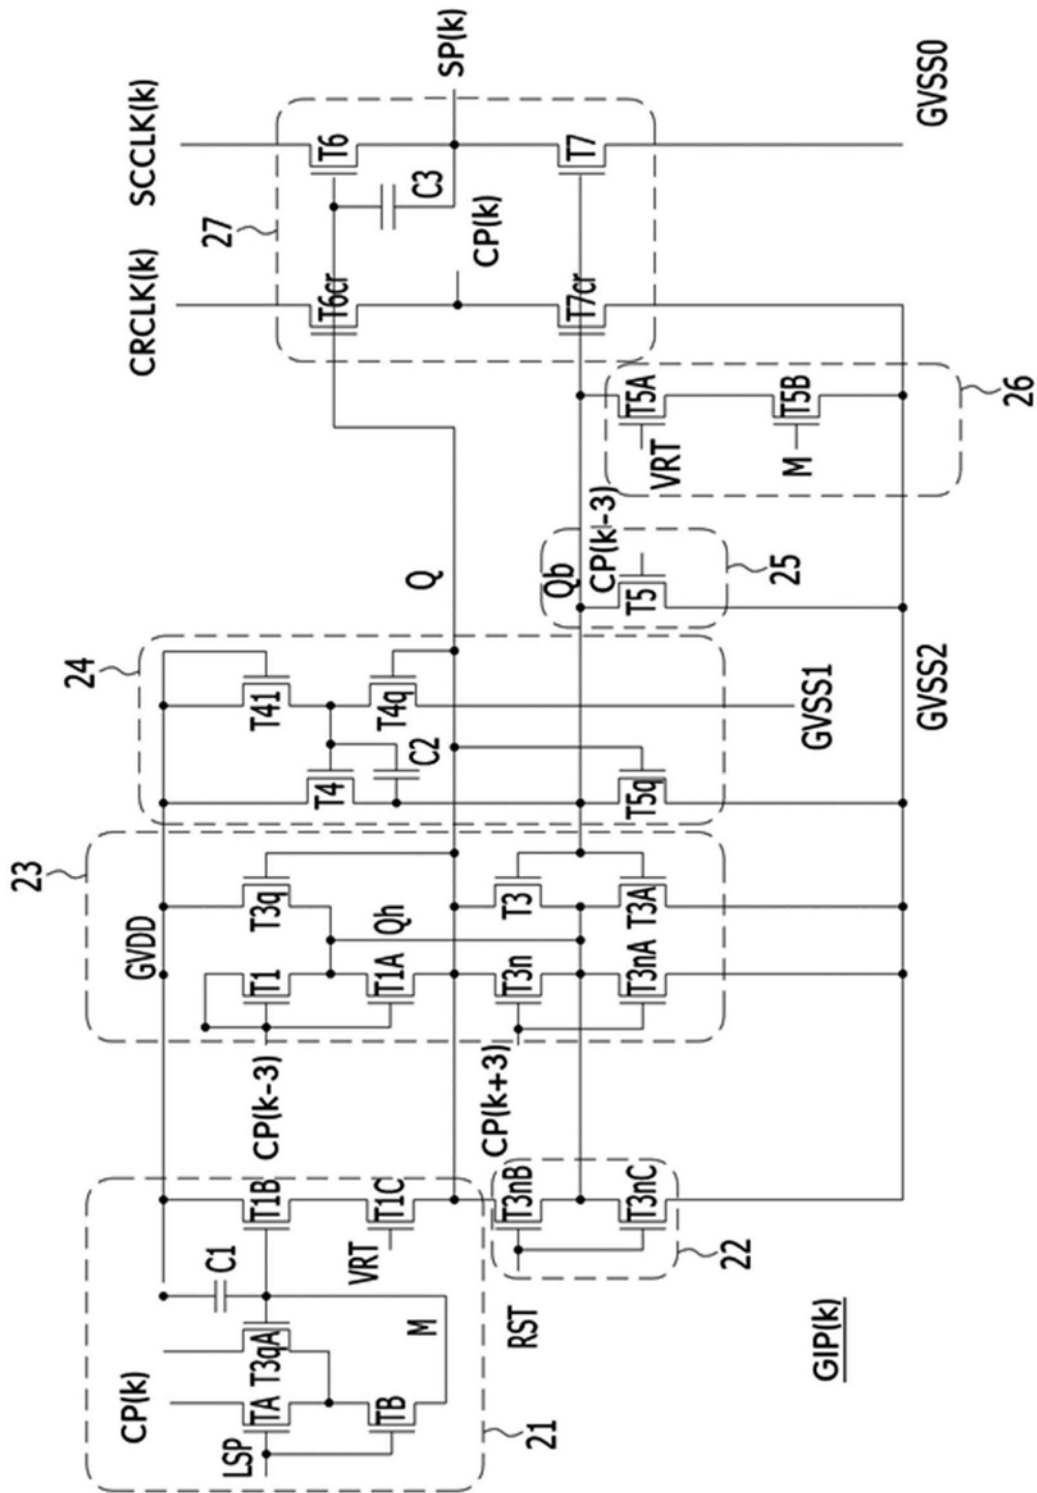 SCCLK(k)
CRCLK(k)
SP(k)
GVSS0
27
T6
C3
T7
CP(k)
T6cr
T7cr
26
T5A
T5B
VRT
M
CP(k-3)
25
Qb
T5
Q
24
T41
T4q
GVSS1
GVSS2
C2
T4
T5q
23
T3q
T3
T3A
Qh
GVDD
T1
T1A
T3n
T3nA
CP(k-3)
CP(k+3)
T1B
T1C
T3nB
T3nC
C1
VRT
22
T3qA
M
RST
GIP(k)
CP(k)
TA
TB
LSP
21